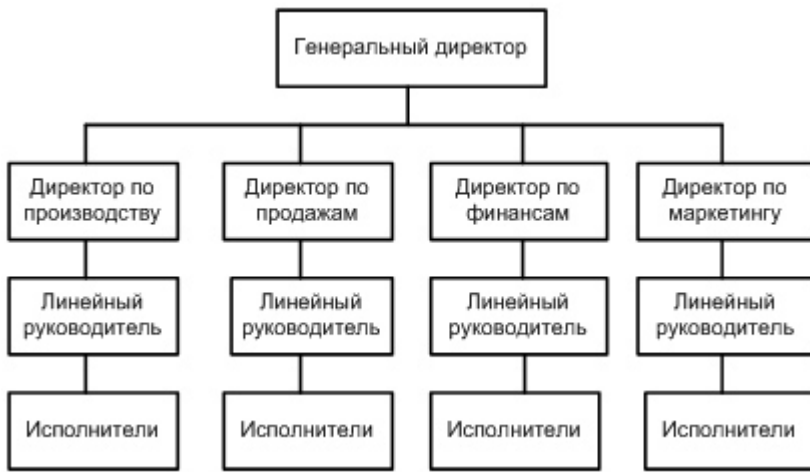 Генеральный директор
Директор по
производству
Директор по
продажам
Директор по
финансам
Директор по
маркетингу
Линейный
руководитель
Линейный
руководитель
Линейный
руководитель
Линейный
руководитель
Исполнители
Исполнители
Исполнители
Исполнители